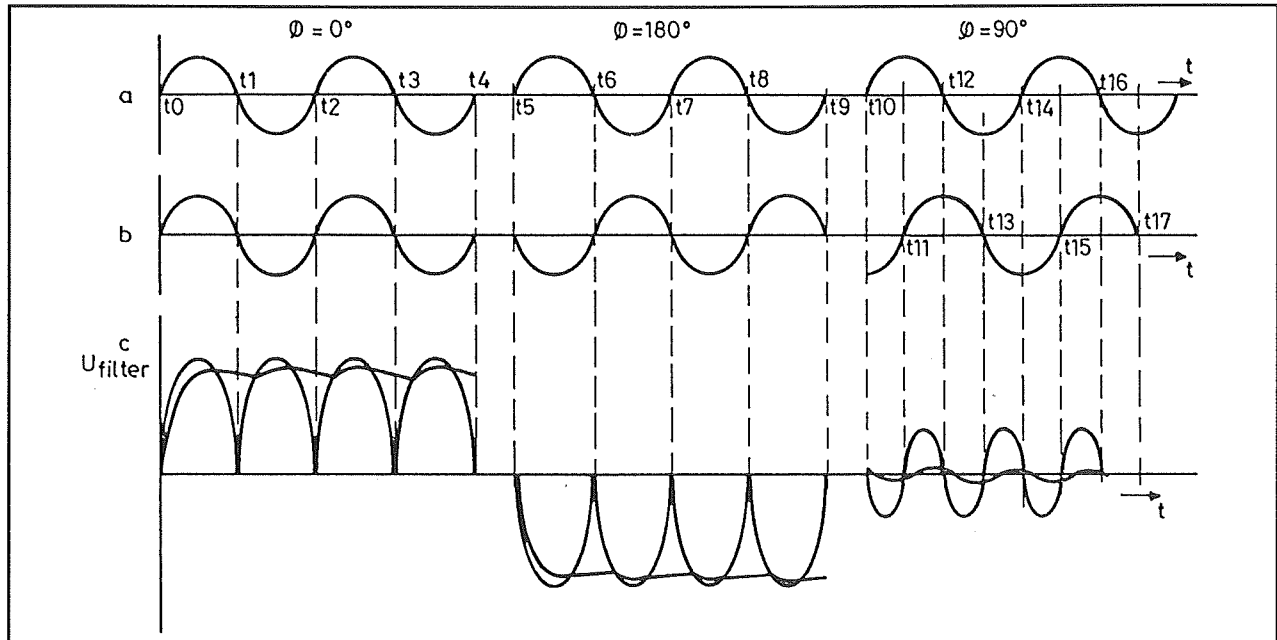 Ø = 0° Ø=180° φ=90°
a
t0 t1 t2 t3 t4 t5 t6 t7 t8 t9 t10 t12 t14 t16 t
b
t11 t13 t15 t17 t
c
Ufilter
t